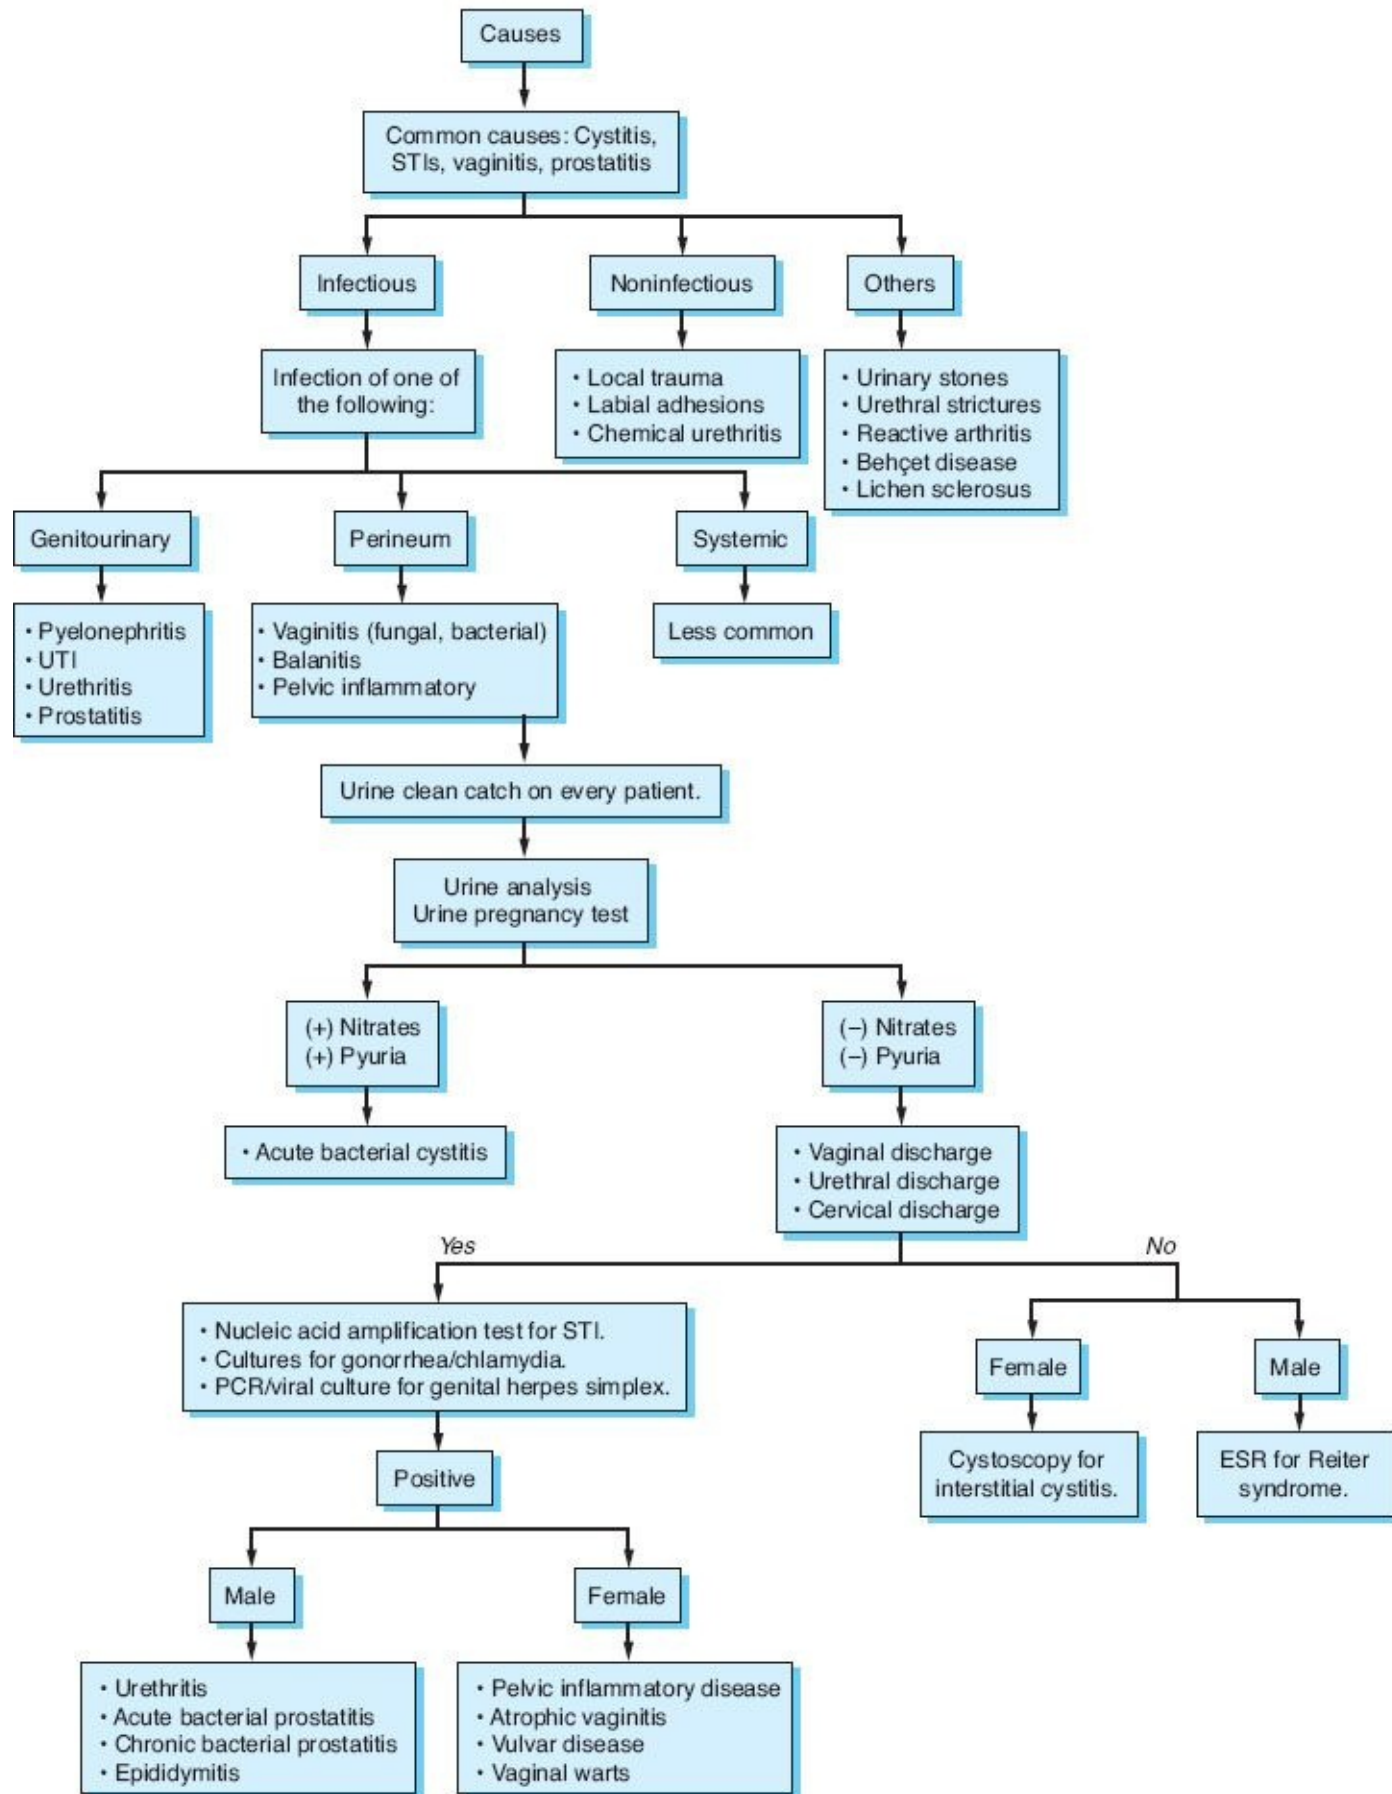 Causes
Common causes: Cystitis,
STIs, vaginitis, prostatitis
Infectious
Noninfectious
Others
Infection of one of
the following:
• Local trauma
• Labial adhesions
• Chemical urethritis
• Urinary stones
• Urethral strictures
• Reactive arthritis
• Behçet disease
• Lichen sclerosus
Genitourinary
Perineum
Systemic
• Pyelonephritis
• UTI
• Urethritis
• Prostatitis
• Vaginitis (fungal, bacterial)
• Balanitis
• Pelvic inflammatory
Less common
Urine clean catch on every patient.
Urine analysis
Urine pregnancy test
(+) Nitrates
(+) Pyuria
(–) Nitrates
(–) Pyuria
• Acute bacterial cystitis
• Vaginal discharge
• Urethral discharge
• Cervical discharge
Yes
No
• Nucleic acid amplification test for STI.
• Cultures for gonorrhea/chlamydia.
• PCR/viral culture for genital herpes simplex.
Female
Male
Positive
Cystoscopy for
interstitial cystitis.
ESR for Reiter
syndrome.
Male
Female
• Urethritis
• Acute bacterial prostatitis
• Chronic bacterial prostatitis
• Epididymitis
• Pelvic inflammatory disease
• Atrophic vaginitis
• Vulvar disease
• Vaginal warts